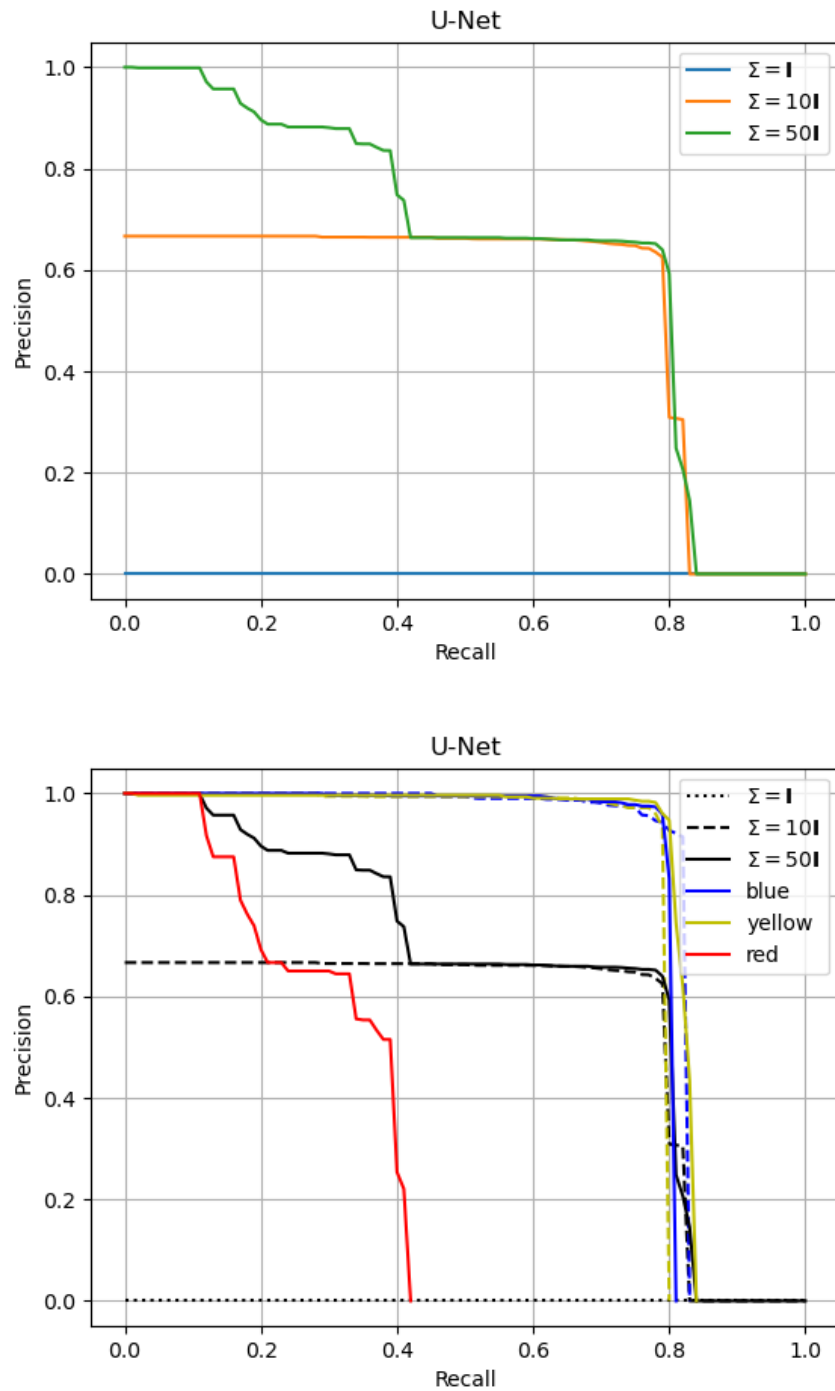 U-Net
Σ = I
Σ = 10I
Σ = 50I
1.0
0.8
0.6
0.4
0.2
0.0
Precision
0.0 0.2 0.4 0.6 0.8 1.0
Recall
U-Net
Σ = I
Σ = 10I
Σ = 50I
blue
yellow
red
1.0
0.8
0.6
0.4
0.2
0.0
Precision
0.0 0.2 0.4 0.6 0.8 1.0
Recall